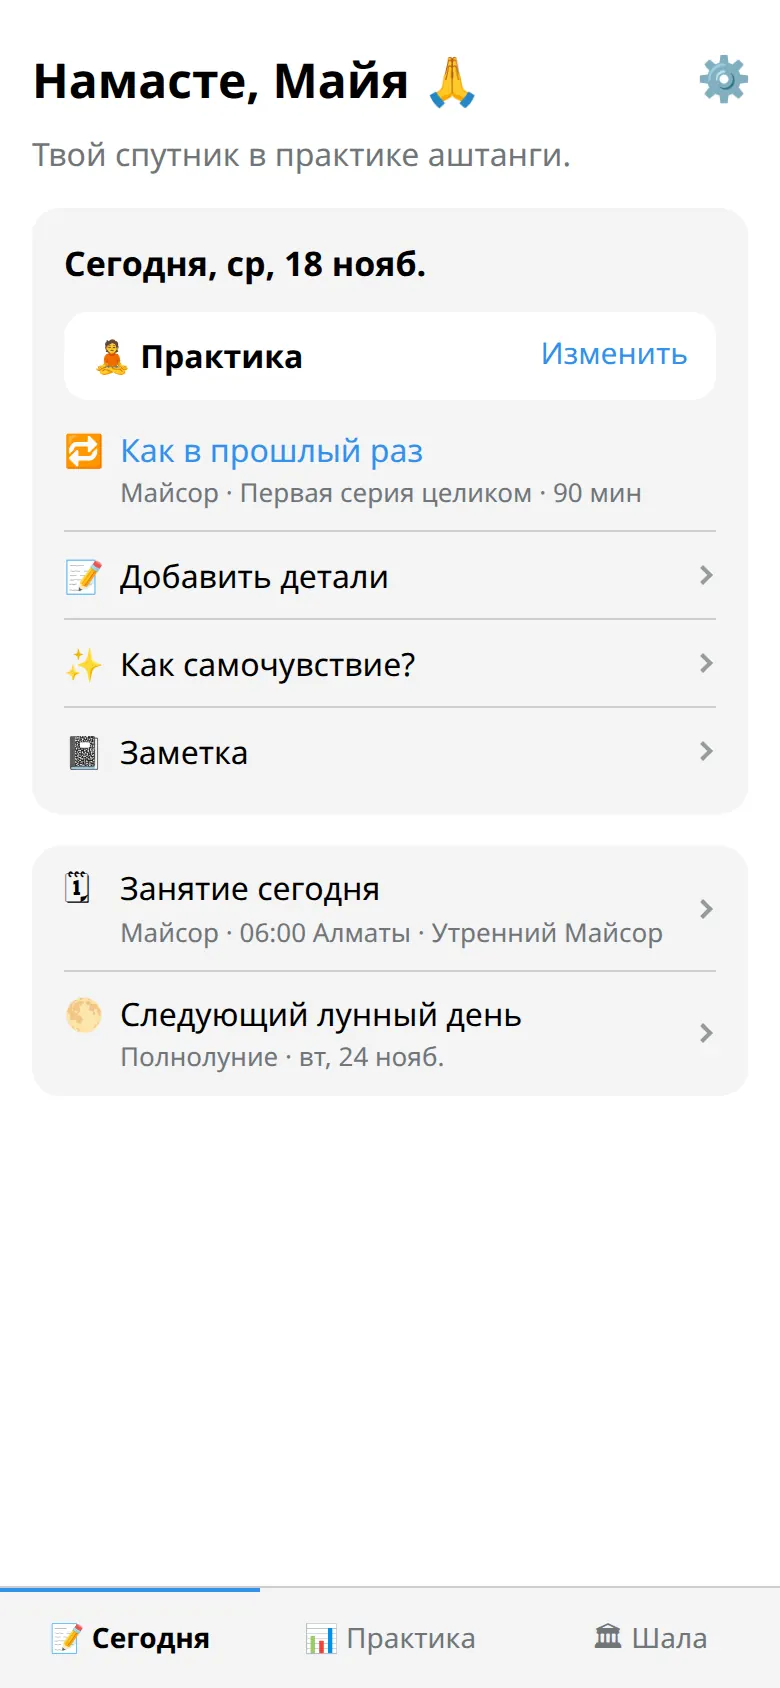 Намасте, Майя 🙏
Твой спутник в практике аштанги.
Сегодня, ср, 18 нояб.
Практика
Изменить
Как в прошлый раз
Майсор · Первая серия целиком · 90 мин
Добавить детали
Как самочувствие?
Заметка
Занятие сегодня
Майсор · 06:00 Алматы · Утренний Майсор
Следующий лунный день
Полнолуние · вт, 24 нояб.
Сегодня
Практика
Шала